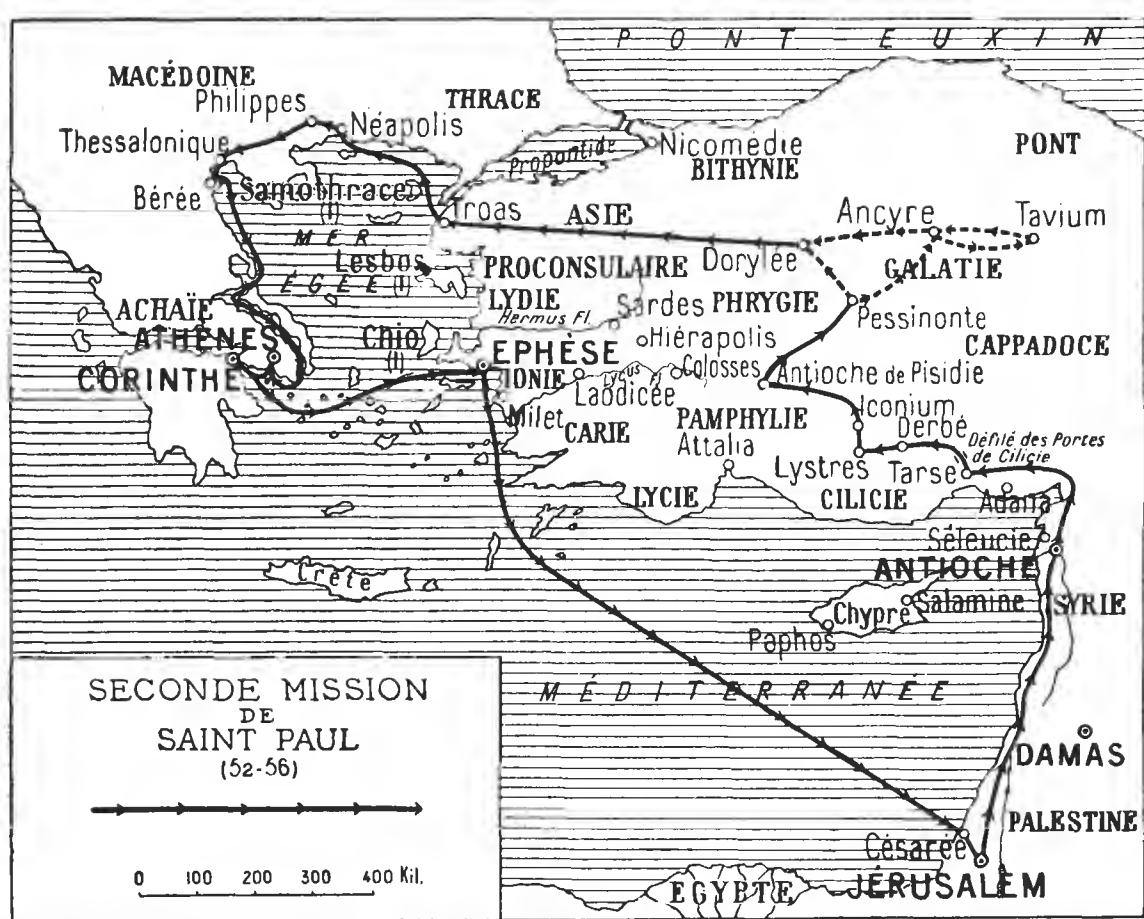 PONT-EUXIN
MACÉDOINE
Philippes
THRACE
Néapolis
Thessalonique
Propontide
Nicomédie
BITHYNIE
PONT
Bérée
Samothrace
(I)
Troas
ASIE
Ancyre
Tavium
MER
ÉGÉE
Lesbos
(I)
PROCONSULAIRE
Dorylée
GALATIE
LYDIE
Hermus Fl.
Sardes
PHRYGIE
Pessinonte
ACHAÏE
ATHÈNES
Chio
(I)
Hiérapolis
CAPPADOCE
CORINTHE
EPHÈSE
IONIE
Lycus Fl.
Colosses
Antioche de Pisidie
Laodicée
Milet
CARIE
PAMPHYLIE
Attalia
Iconium
Derbé
Défilé des Portes
de Cilicie
Lystres
Tarse
LYCIE
CILICIE
Adana
Séleucie
ANTIOCHE
Crète
Chypre
Salamine
SYRIE
Paphos
MÉDITERRANÉE
SECONDE MISSION
DE
SAINT PAUL
(52-56)
DAMAS
PALESTINE
Césarée
JÉRUSALEM
EGYPTE
0 100 200 300 400 Kil.